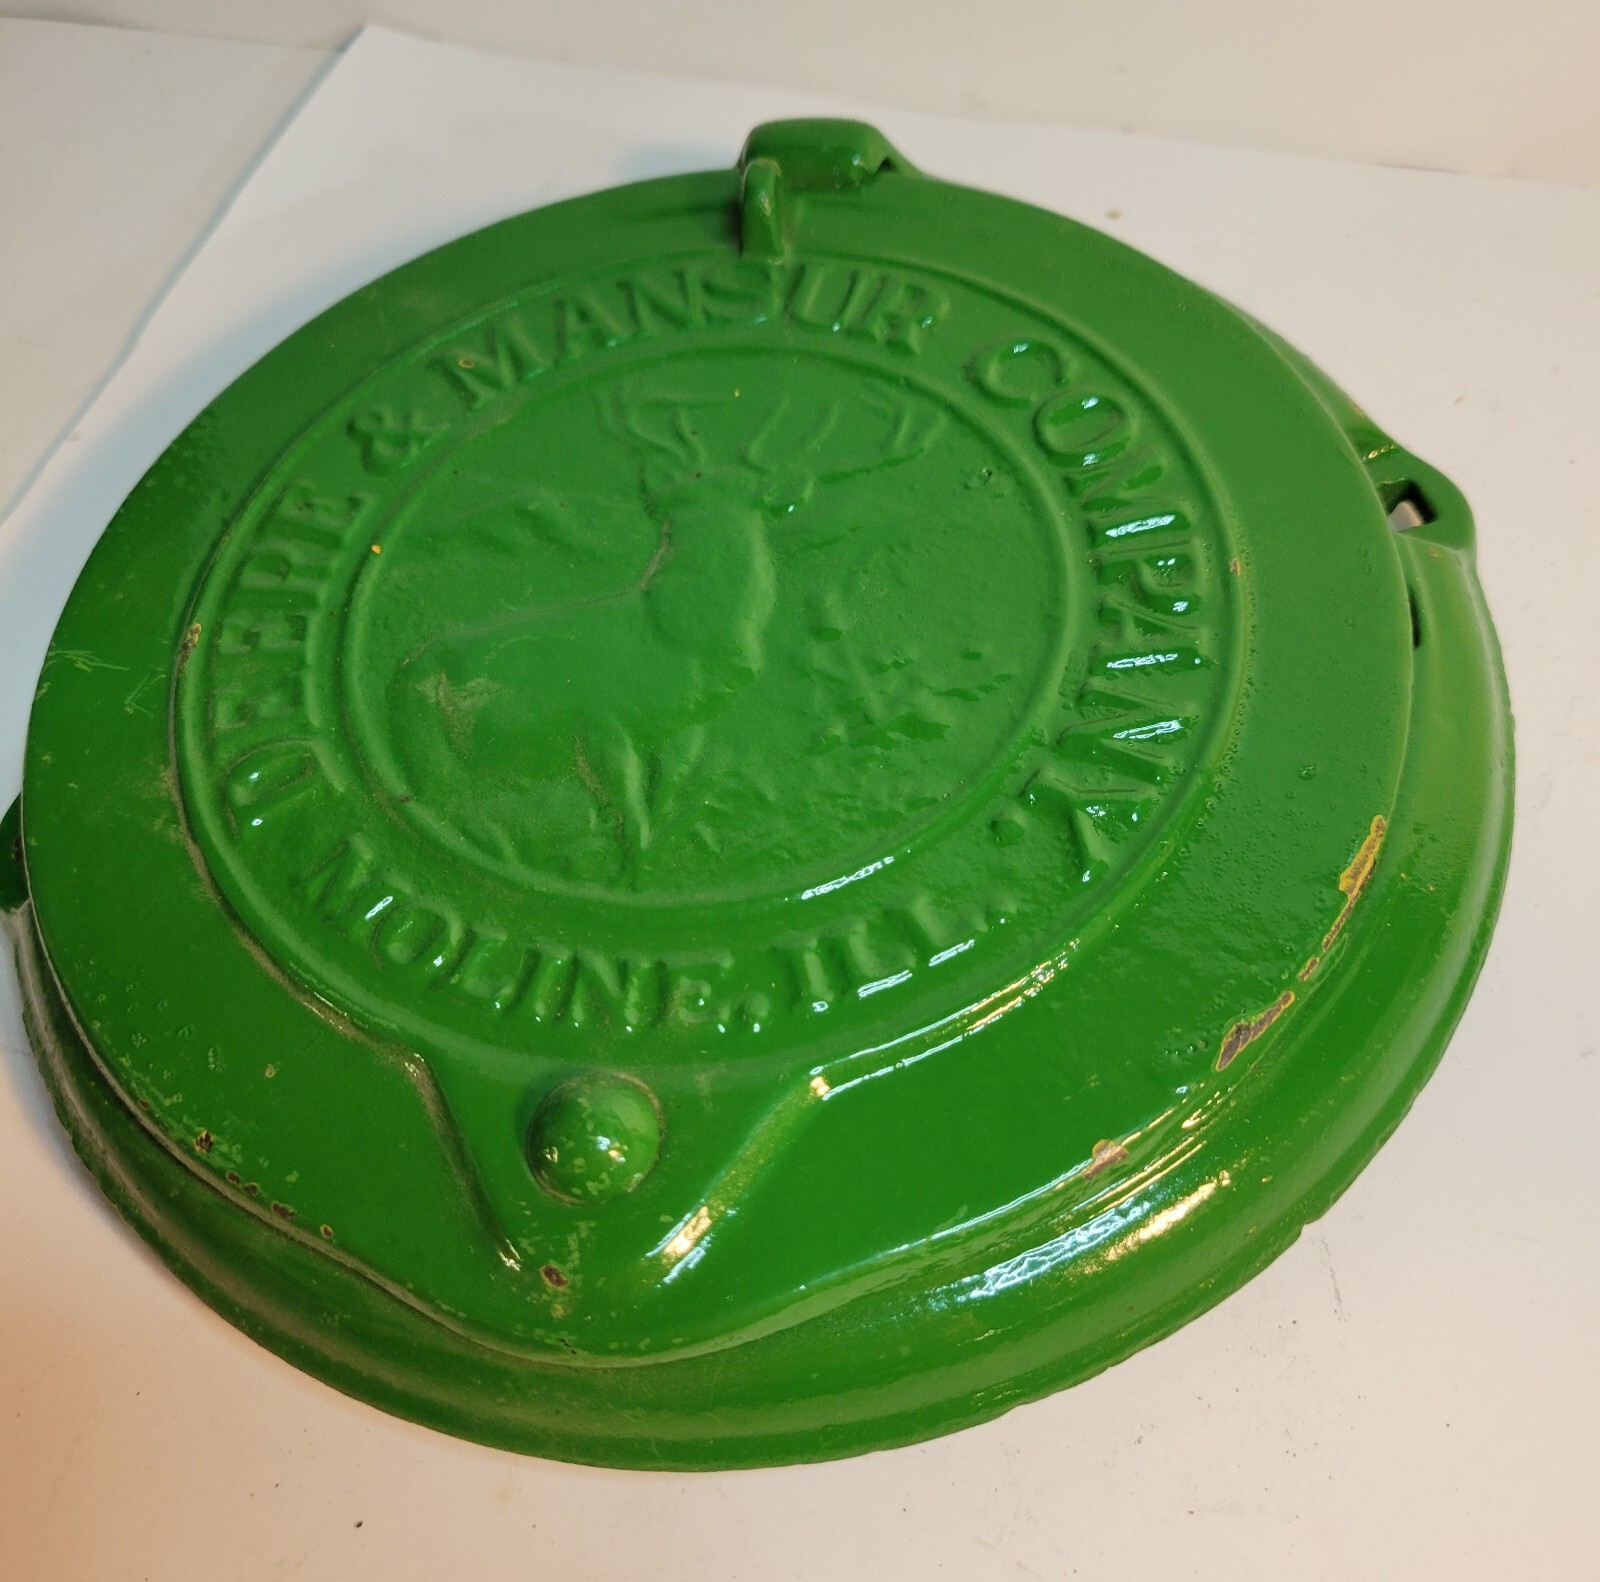 DEERE & MANSUR COMPANY.
MOLINE, ILL.